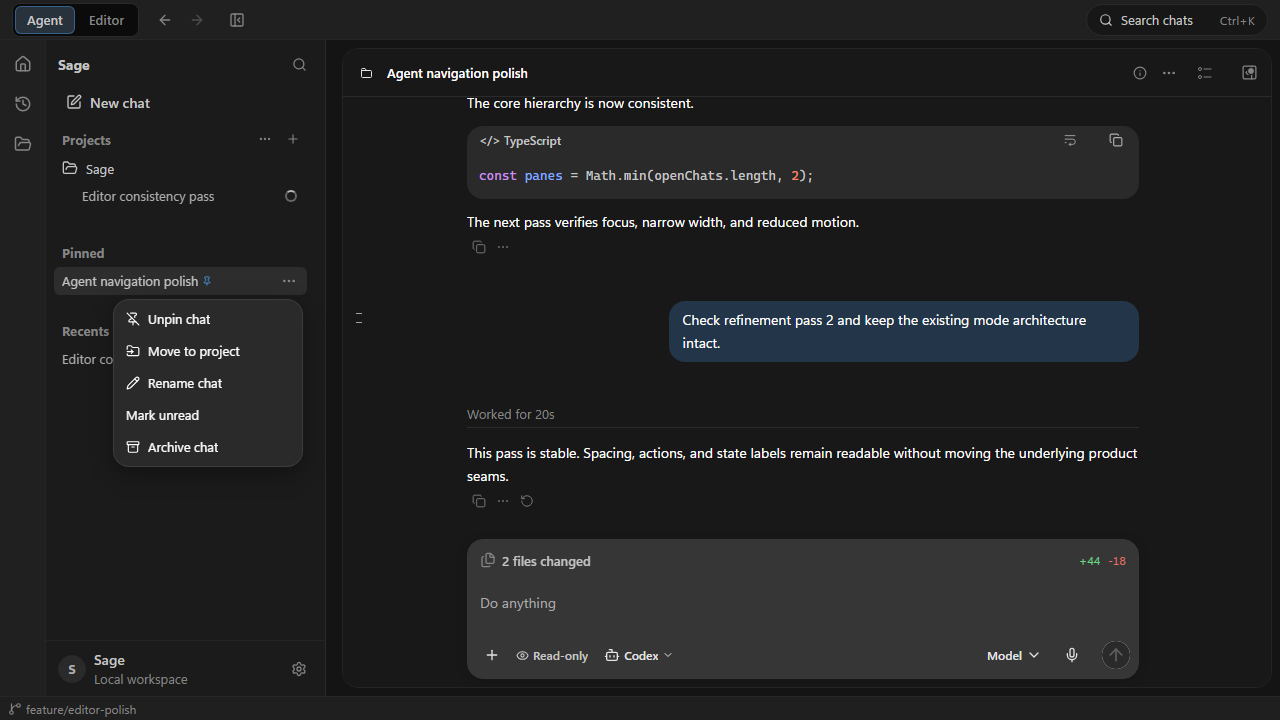 Agent
Editor
Search chats
Ctrl+K
Sage
New chat
Projects
Sage
Editor consistency pass
Pinned
Agent navigation polish
Recents
Editor co
Unpin chat
Move to project
Rename chat
Mark unread
Archive chat
Sage
S
Local workspace
feature/editor-polish
Agent navigation polish
The core hierarchy is now consistent.
</> TypeScript
const panes = Math.min(openChats.length, 2);
The next pass verifies focus, narrow width, and reduced motion.
Check refinement pass 2 and keep the existing mode architecture
intact.
Worked for 20s
This pass is stable. Spacing, actions, and state labels remain readable without moving the underlying product
seams.
2 files changed
+44 -18
Do anything
Read-only
Codex
Model